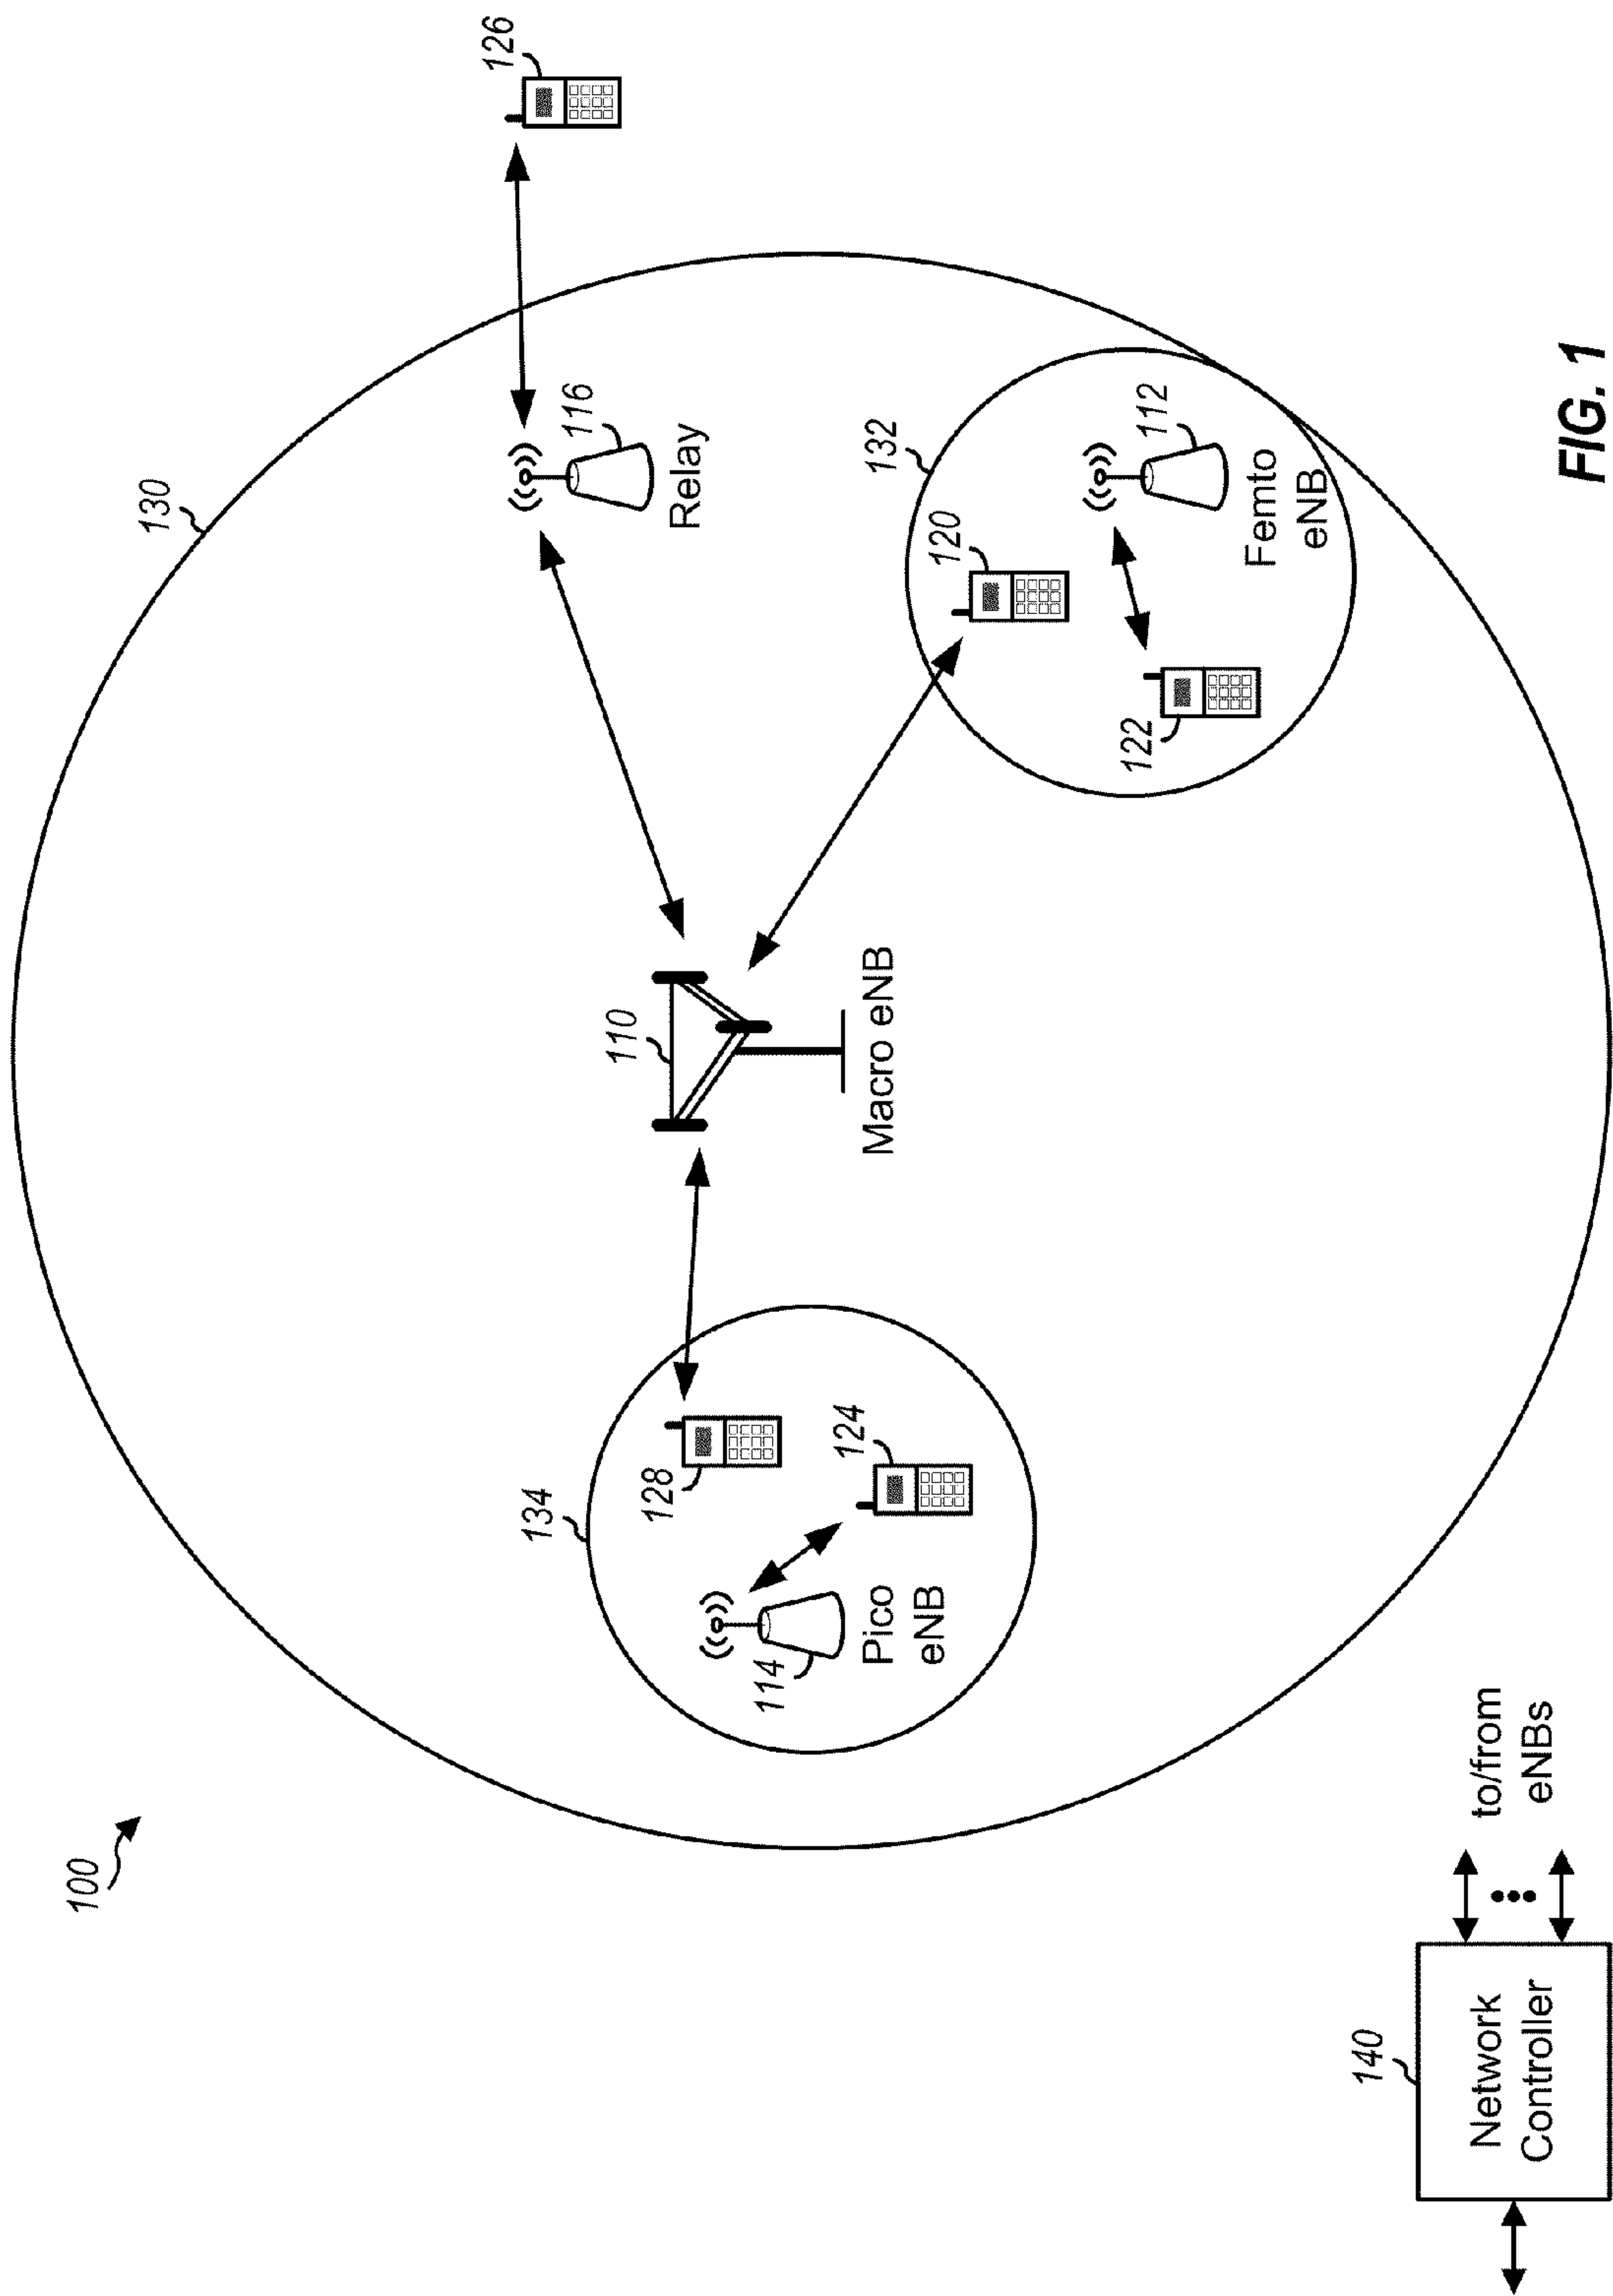 100
130
126
110
Macro eNB
116
Relay
134
128
124
114
Pico
eNB
132
120
122
112
Femto
eNB
140
Network
Controller
to/from
eNBs
FIG. 1